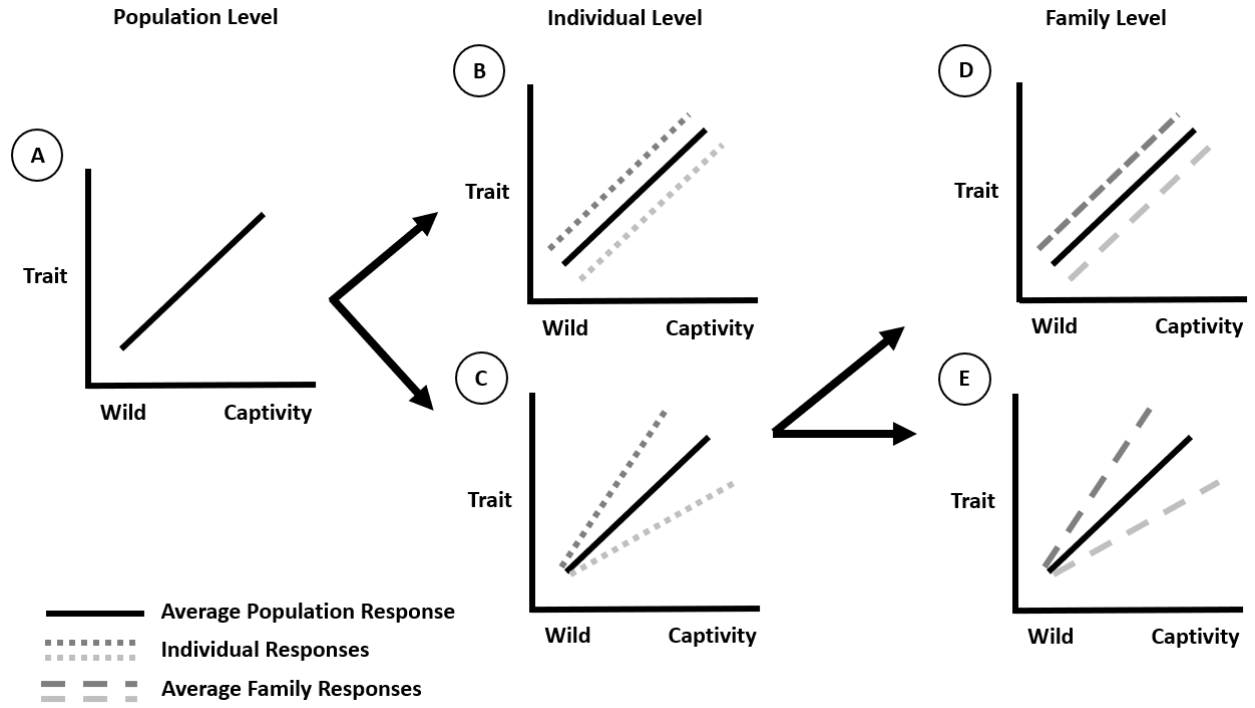 Population Level
Individual Level
Family Level
A
Trait
Wild Captivity
B
Trait
Wild Captivity
C
Trait
Wild Captivity
D
Trait
Wild Captivity
E
Trait
Wild Captivity
Average Population Response
Individual Responses
Average Family Responses